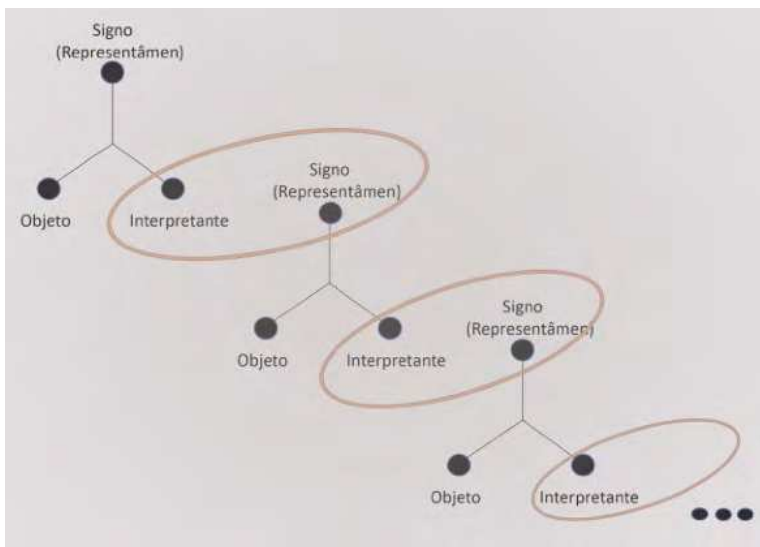 Signo
(Representâmen)
Objeto
Interpretante
Signo
(Representâmen)
Objeto
Interpretante
Signo
(Representâmen)
Objeto
Interpretante